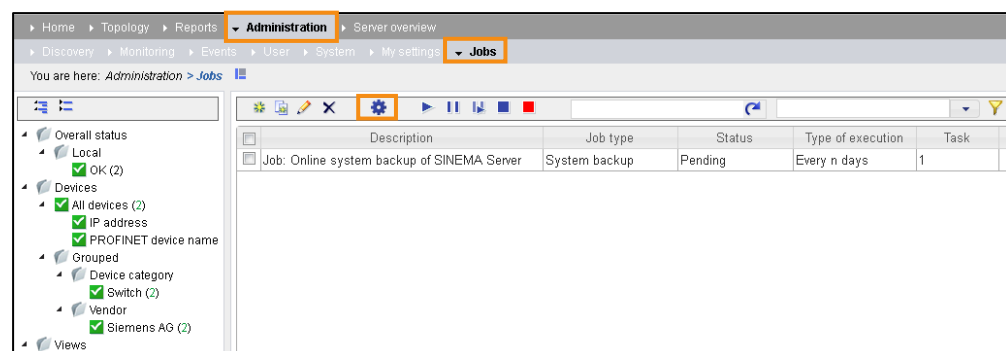 Home Topology Reports Administration Server overview
Discovery Monitoring Events User System My settings Jobs
You are here: Administration > Jobs
Overall status
Local
OK (2)
Devices
All devices (2)
IP address
PROFINET device name
Grouped
Device category
Switch (2)
Vendor
Siemens AG (2)
Views
Description Job type Status Type of execution Task
Job: Online system backup of SINEMA Server System backup Pending Every n days 1